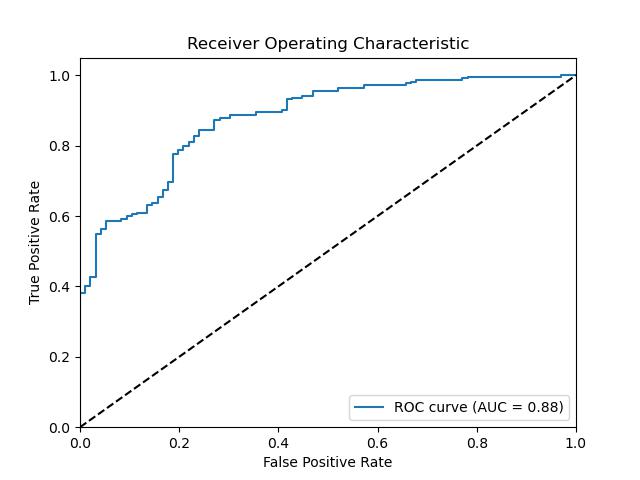 Receiver Operating Characteristic
1.0
0.8
0.6
0.4
0.2
0.0
True Positive Rate
ROC curve (AUC = 0.88)
0.0 0.2 0.4 0.6 0.8 1.0
False Positive Rate